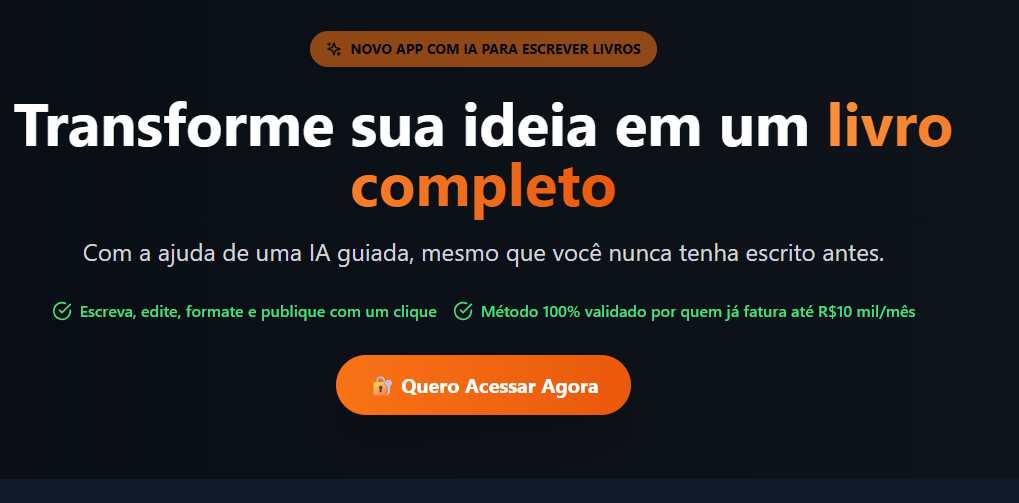 NOVO APP COM IA PARA ESCREVER LIVROS
Transforme sua ideia em um livro
completo
Com a ajuda de uma IA guiada, mesmo que você nunca tenha escrito antes.
Escreva, edite, formate e publique com um clique
Método 100% validado por quem já fatura até R$10 mil/mês
Quero Acessar Agora